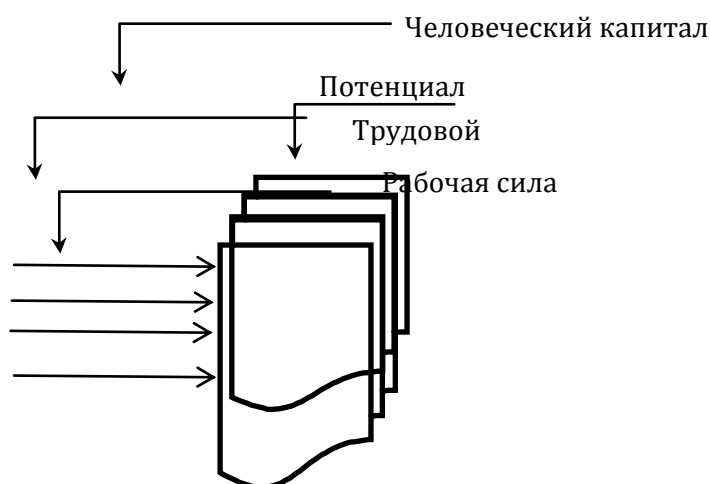 Человеческий капитал
Потенциал
Трудовой
Рабочая сила